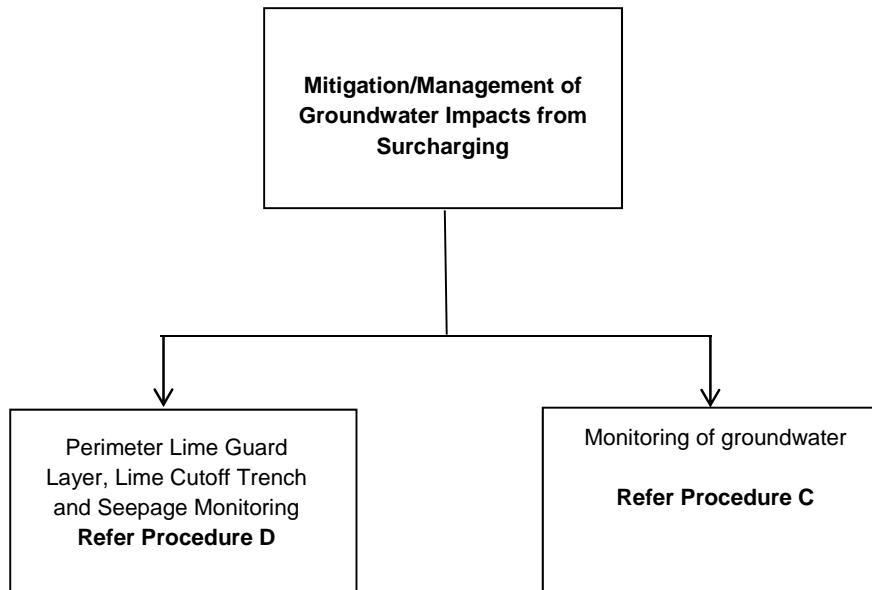 Mitigation/Management of
Groundwater Impacts from
Surcharging
Perimeter Lime Guard
Layer, Lime Cutoff Trench
and Seepage Monitoring
Refer Procedure D
Monitoring of groundwater
Refer Procedure C